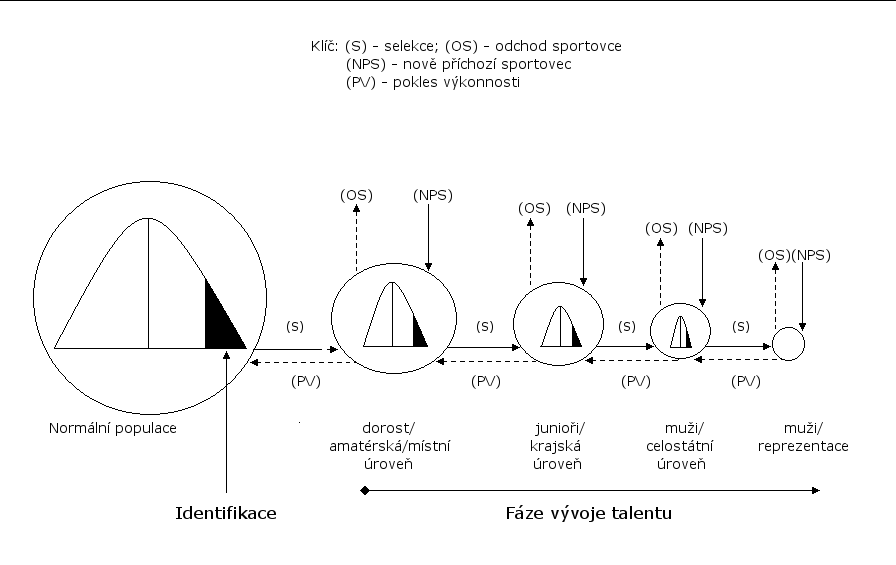 Klíč: (S) - selekce; (OS) - odchod sportovce
(NPS) - nově příchozí sportovec
(PV) - pokles výkonnosti
(OS) (NPS)
(OS) (NPS)
(OS) (NPS)
(OS)(NPS)
(S) (S) (S) (S)
(PV) (PV) (PV) (PV)
Normální populace
dorost/
amatérská/místní
úroveň
junioři/
krajská
úroveň
muži/
celostátní
úroveň
muži/
reprezentace
Identifikace
Fáze vývoje talentu